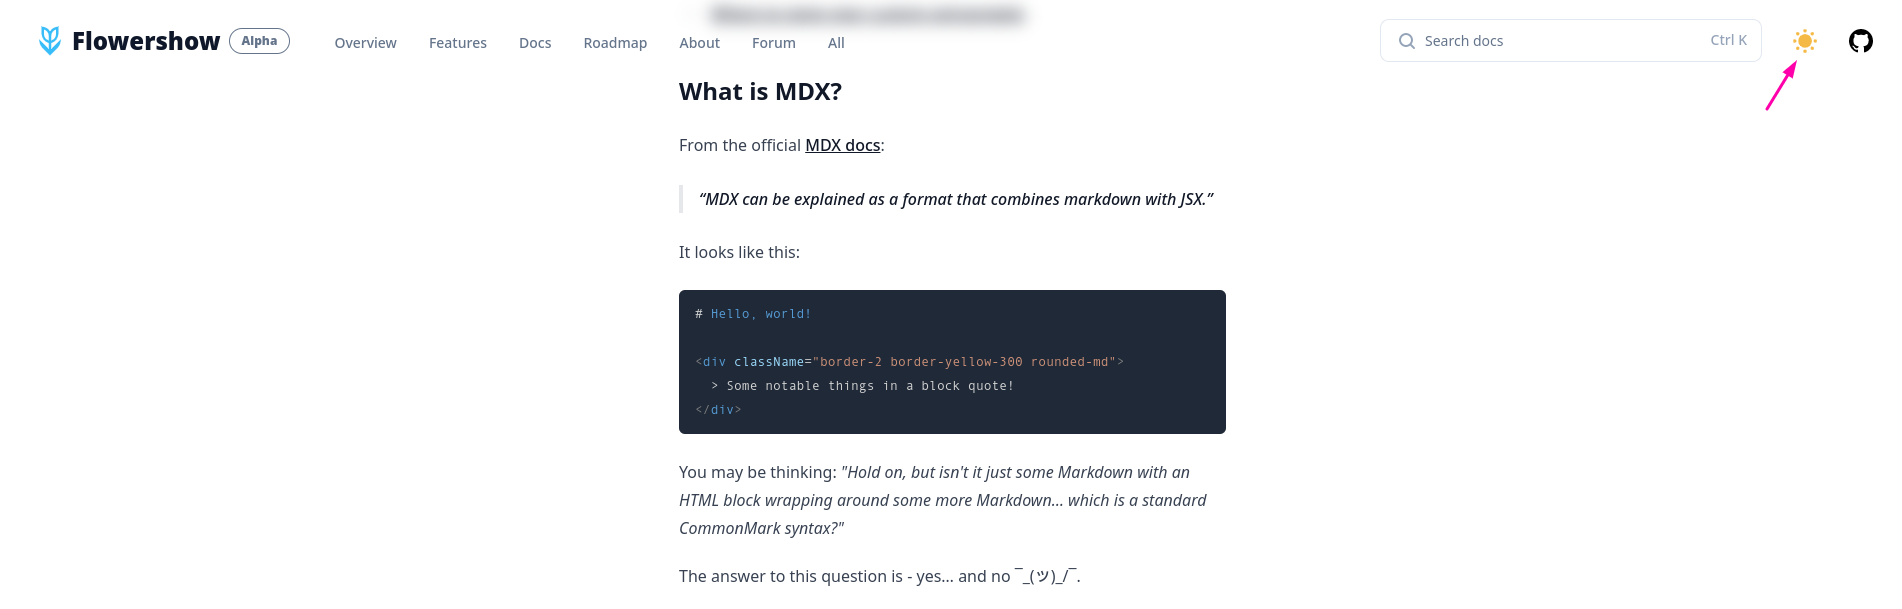 Flowershow Alpha Overview Features Docs Roadmap About Forum All Search docs Ctrl K
What is MDX?
From the official MDX docs:
“MDX can be explained as a format that combines markdown with JSX.”
It looks like this:
# Hello, world!
<div className="border-2 border-yellow-300 rounded-md">
> Some notable things in a block quote!
</div>
You may be thinking: "Hold on, but isn't it just some Markdown with an
HTML block wrapping around some more Markdown... which is a standard
CommonMark syntax?"
The answer to this question is - yes... and no ¯_(ツ)_/¯.